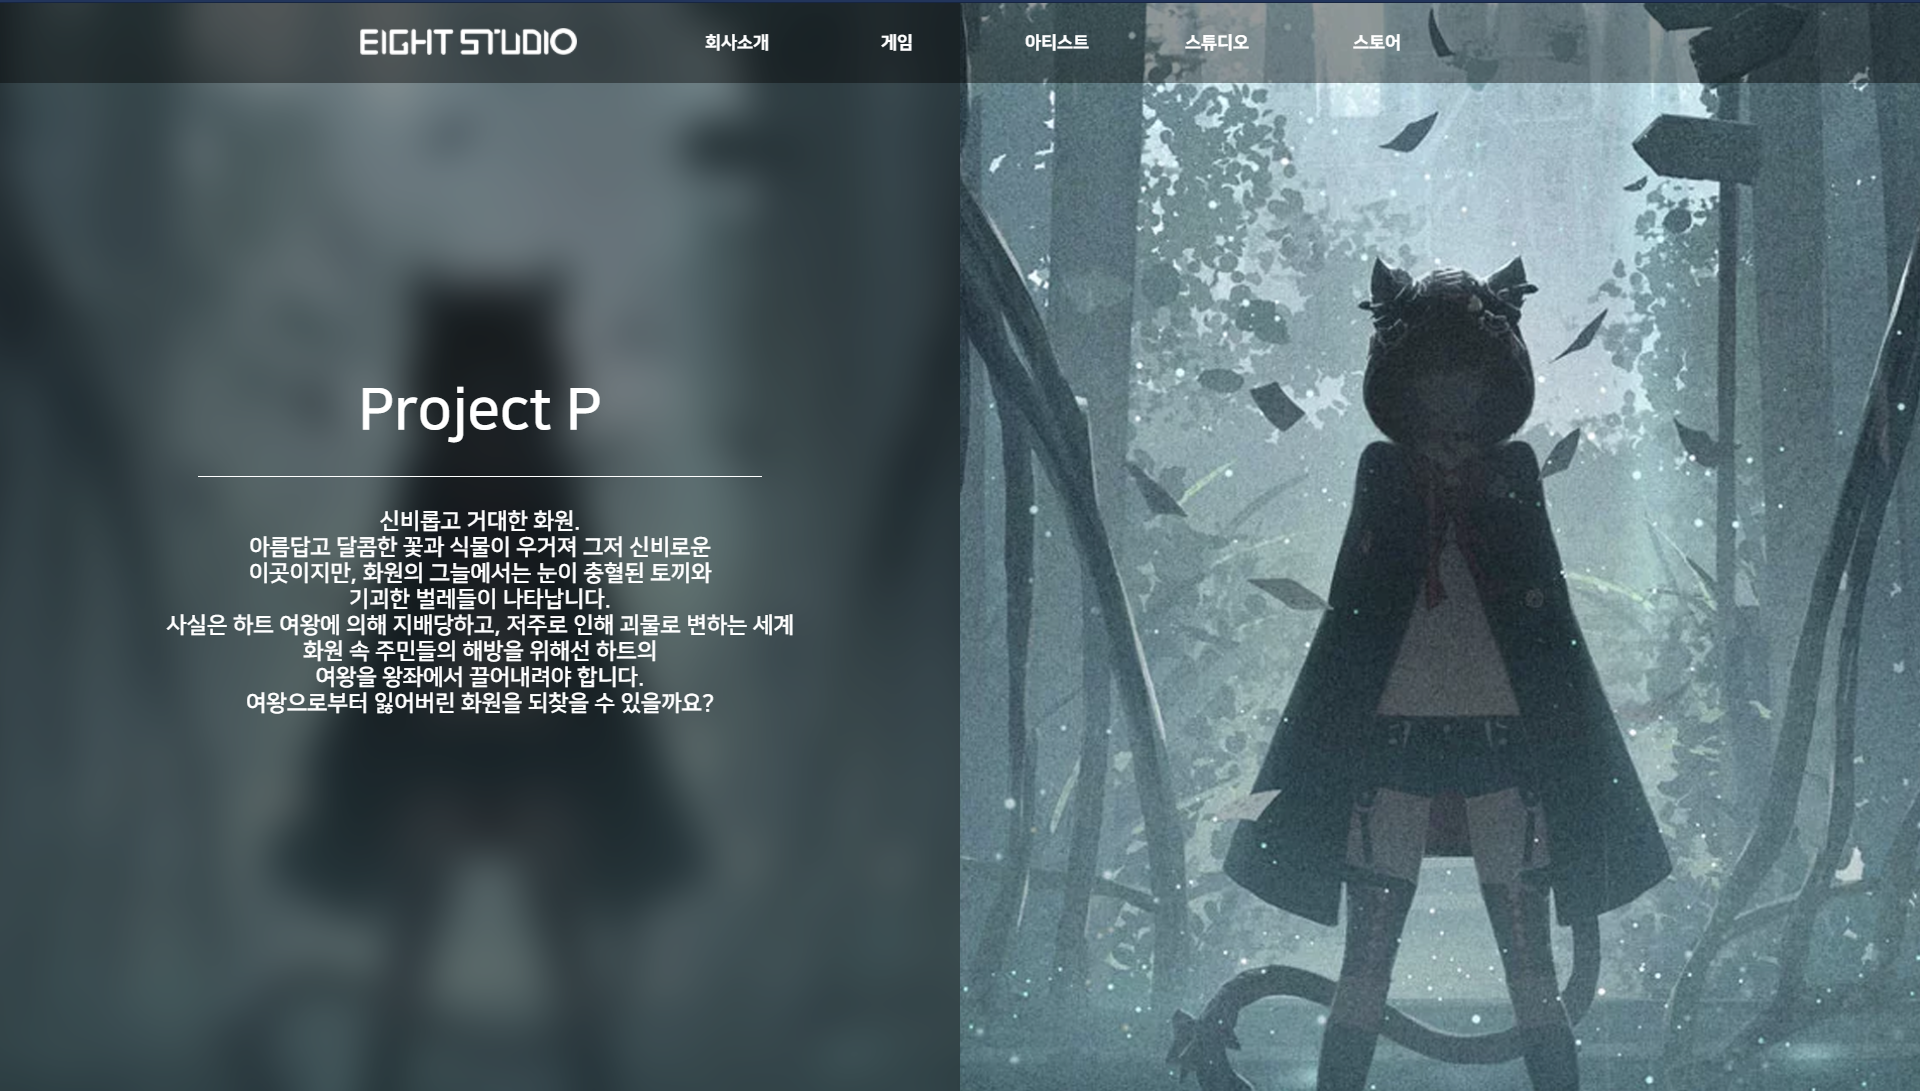 EIGHT STUDIO 회사소개 게임 아티스트 스튜디오 스토어
Project P
신비롭고 거대한 화원.
아름답고 달콤한 꽃과 식물이 우거져 그저 신비로운
이곳이지만, 화원의 그늘에서는 눈이 충혈된 토끼와
기괴한 벌레들이 나타납니다.
사실은 하트 여왕에 의해 지배당하고, 저주로 인해 괴물로 변하는 세계
화원 속 주민들의 해방을 위해선 하트의
여왕을 왕좌에서 끌어내려야 합니다.
여왕으로부터 잃어버린 화원을 되찾을 수 있을까요?